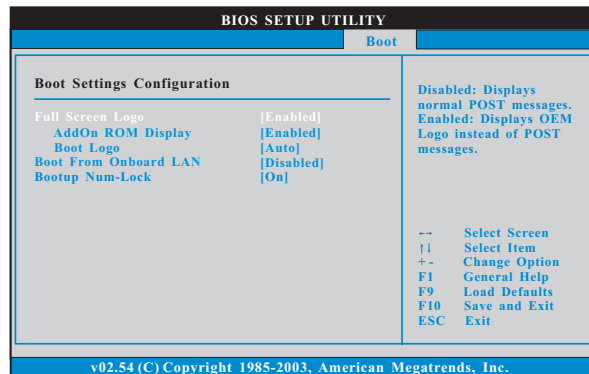 BIOS SETUP UTILITY
Boot
Boot Settings Configuration
Full Screen Logo [Enabled]
AddOn ROM Display [Enabled]
Boot Logo [Auto]
Boot From Onboard LAN [Disabled]
Bootup Num-Lock [On]
Disabled: Displays
normal POST messages.
Enabled: Displays OEM
Logo instead of POST
messages.
←→ Select Screen
↑↓ Select Item
+ - Change Option
F1 General Help
F9 Load Defaults
F10 Save and Exit
ESC Exit
v02.54 (C) Copyright 1985-2003, American Megatrends, Inc.